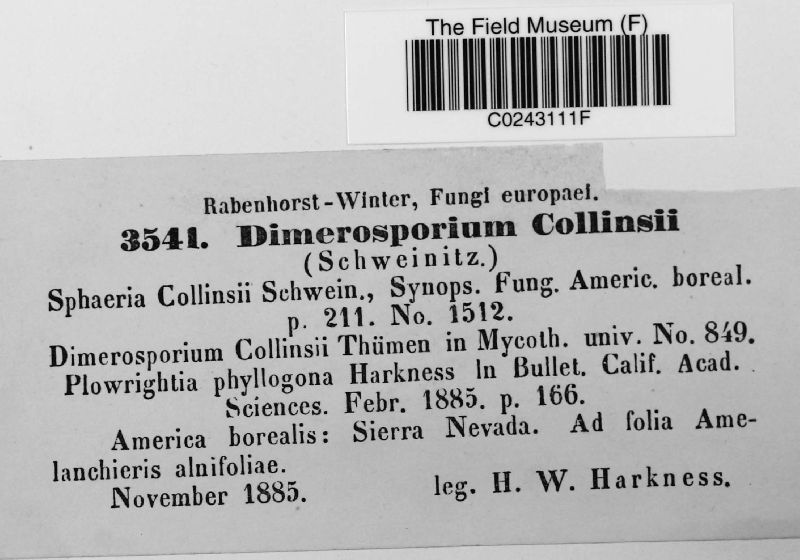 The Field Museum (F)
C0243111F
Rabenhorst-Winter, Fungi europaei.
3541. Dimerosporium Collinsii
(Schweinitz.)
Sphaeria Collinsii Schwein., Synops. Fung. Americ. boreal.
p. 211. No. 1512.
Dimerosporium Collinsii Thümen in Mycoth. univ. No. 849.
Plowrightia phyllogona Harkness In Bullet. Calif. Acad.
Sciences. Febr. 1885. p. 166.
America borealis: Sierra Nevada. Ad folia Ame-
lanchieris alnifoliae.
November 1885. leg. H. W. Harkness.